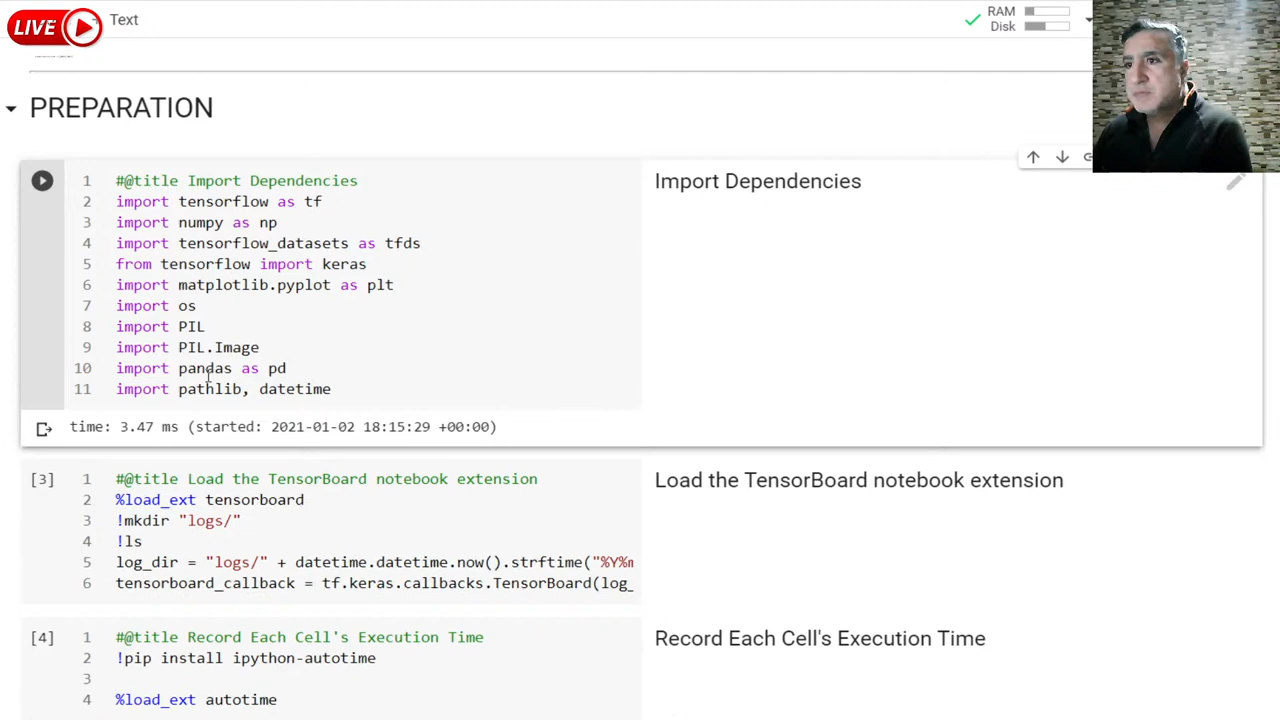 LIVE
Text
RAM
Disk
PREPARATION
1 #@title Import Dependencies
2 import tensorflow as tf
3 import numpy as np
4 import tensorflow_datasets as tfds
5 from tensorflow import keras
6 import matplotlib.pyplot as plt
7 import os
8 import PIL
9 import PIL.Image
10 import pandas as pd
11 import pathlib, datetime
Import Dependencies
time: 3.47 ms (started: 2021-01-02 18:15:29 +00:00)
[3] 1 #@title Load the TensorBoard notebook extension
2 %load_ext tensorboard
3 !mkdir "logs/"
4 !ls
5 log_dir = "logs/" + datetime.datetime.now().strftime("%Y%m
6 tensorboard_callback = tf.keras.callbacks.TensorBoard(log_
Load the TensorBoard notebook extension
[4] 1 #@title Record Each Cell's Execution Time
2 !pip install ipython-autotime
3
4 %load_ext autotime
Record Each Cell's Execution Time